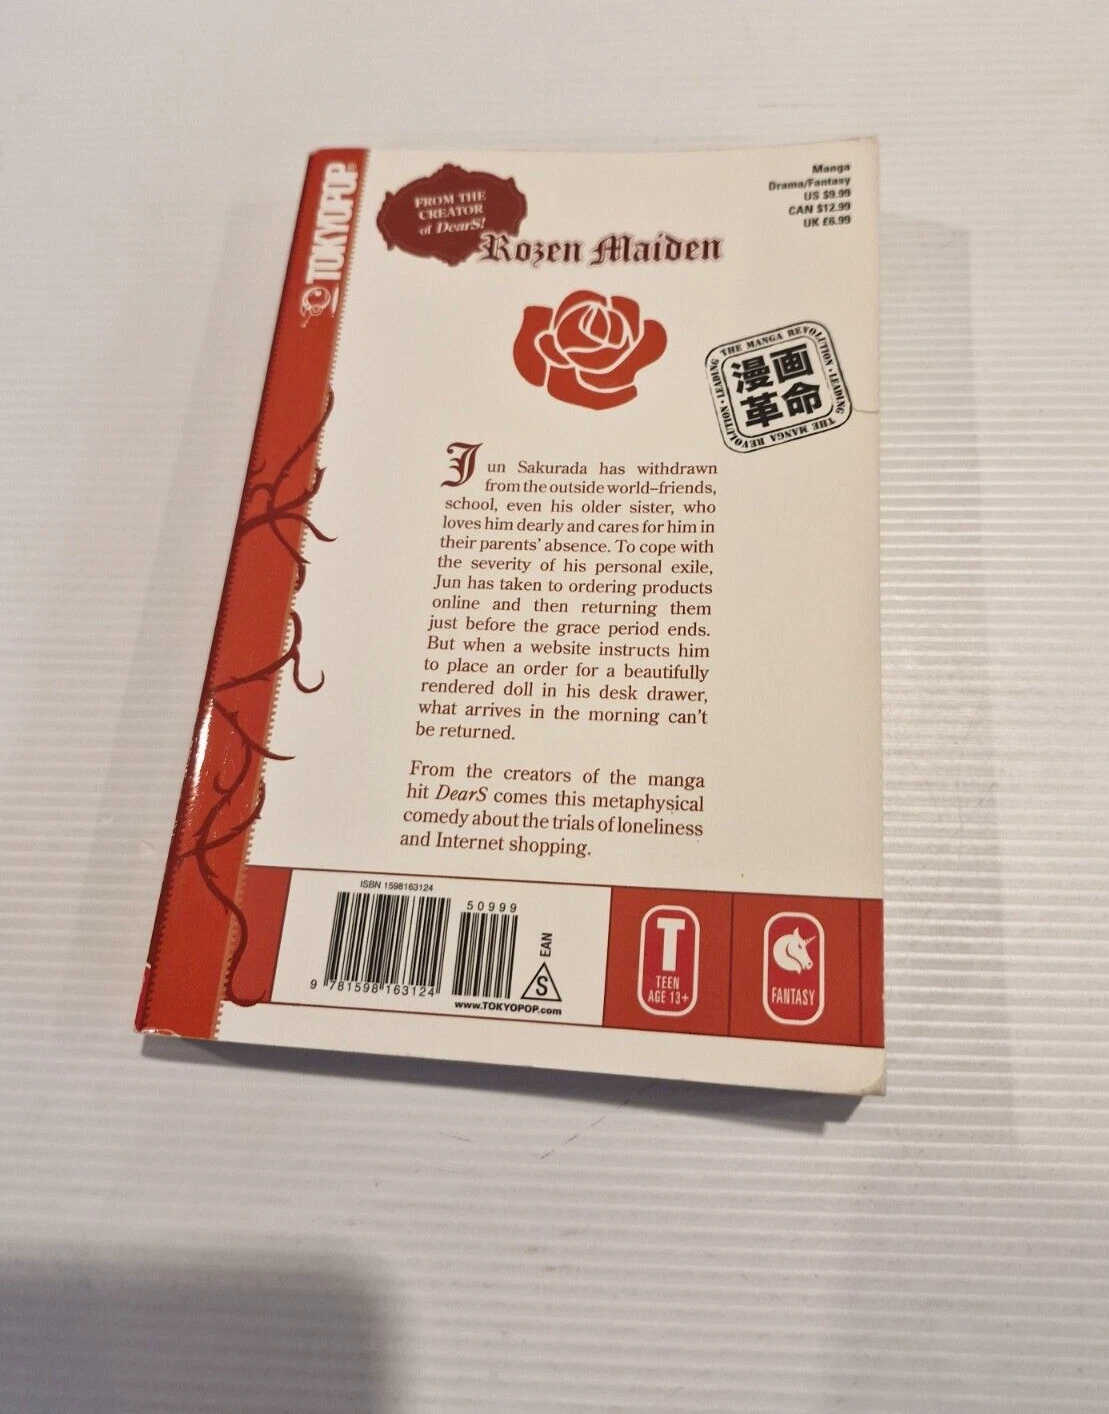 TOKYOPOP
FROM THE
CREATOR
of DearS!
Rozen Maiden
Manga
Drama/Fantasy
US $9.99
CAN $12.99
UK £6.99
THE MANGA REVOLUTION · LEADING THE MANGA REVOLUTION · LEADING
漫画
革命
Jun Sakurada has withdrawn
from the outside world–friends,
school, even his older sister, who
loves him dearly and cares for him in
their parents' absence. To cope with
the severity of his personal exile,
Jun has taken to ordering products
online and then returning them
just before the grace period ends.
But when a website instructs him
to place an order for a beautifully
rendered doll in his desk drawer,
what arrives in the morning can't
be returned.
From the creators of the manga
hit DearS comes this metaphysical
comedy about the trials of loneliness
and Internet shopping.
ISBN 1598163124
50999
9 781598 163124
S EAN
www.TOKYOPOP.com
T
TEEN
AGE 13+
FANTASY